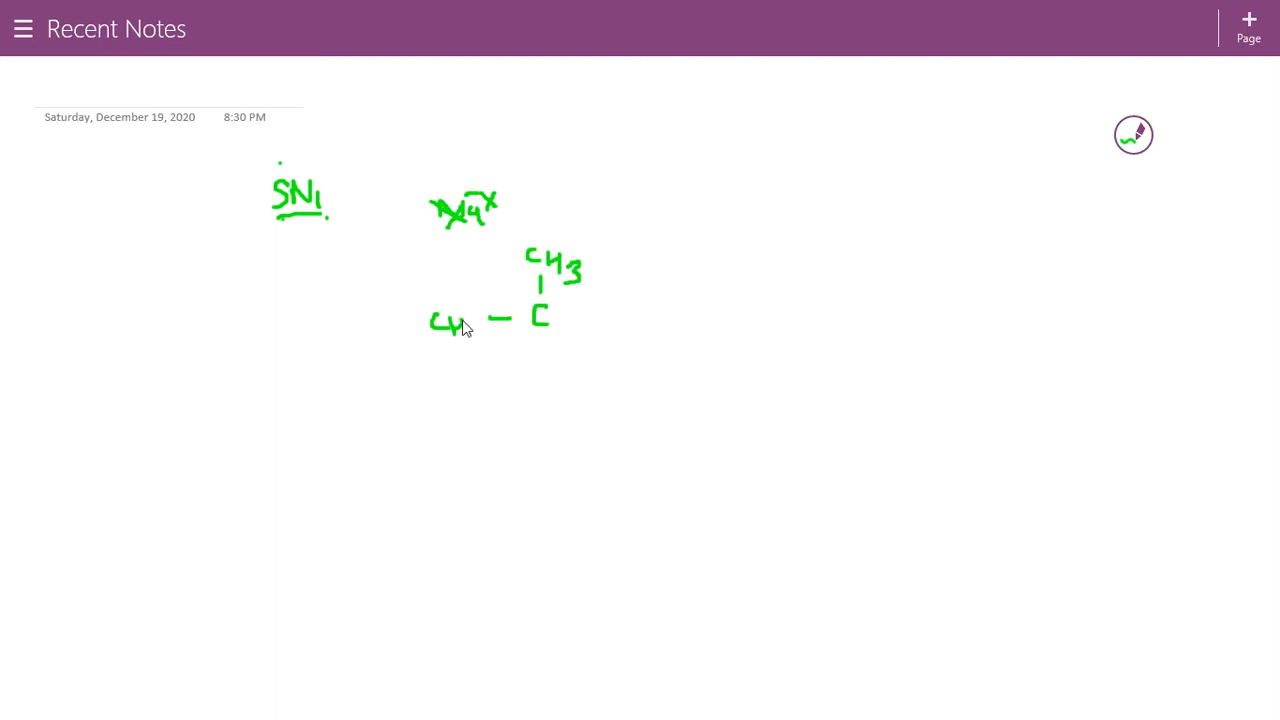 Recent Notes
Page
Saturday, December 19, 2020 8:30 PM
SN1
CH3
|
CH – C